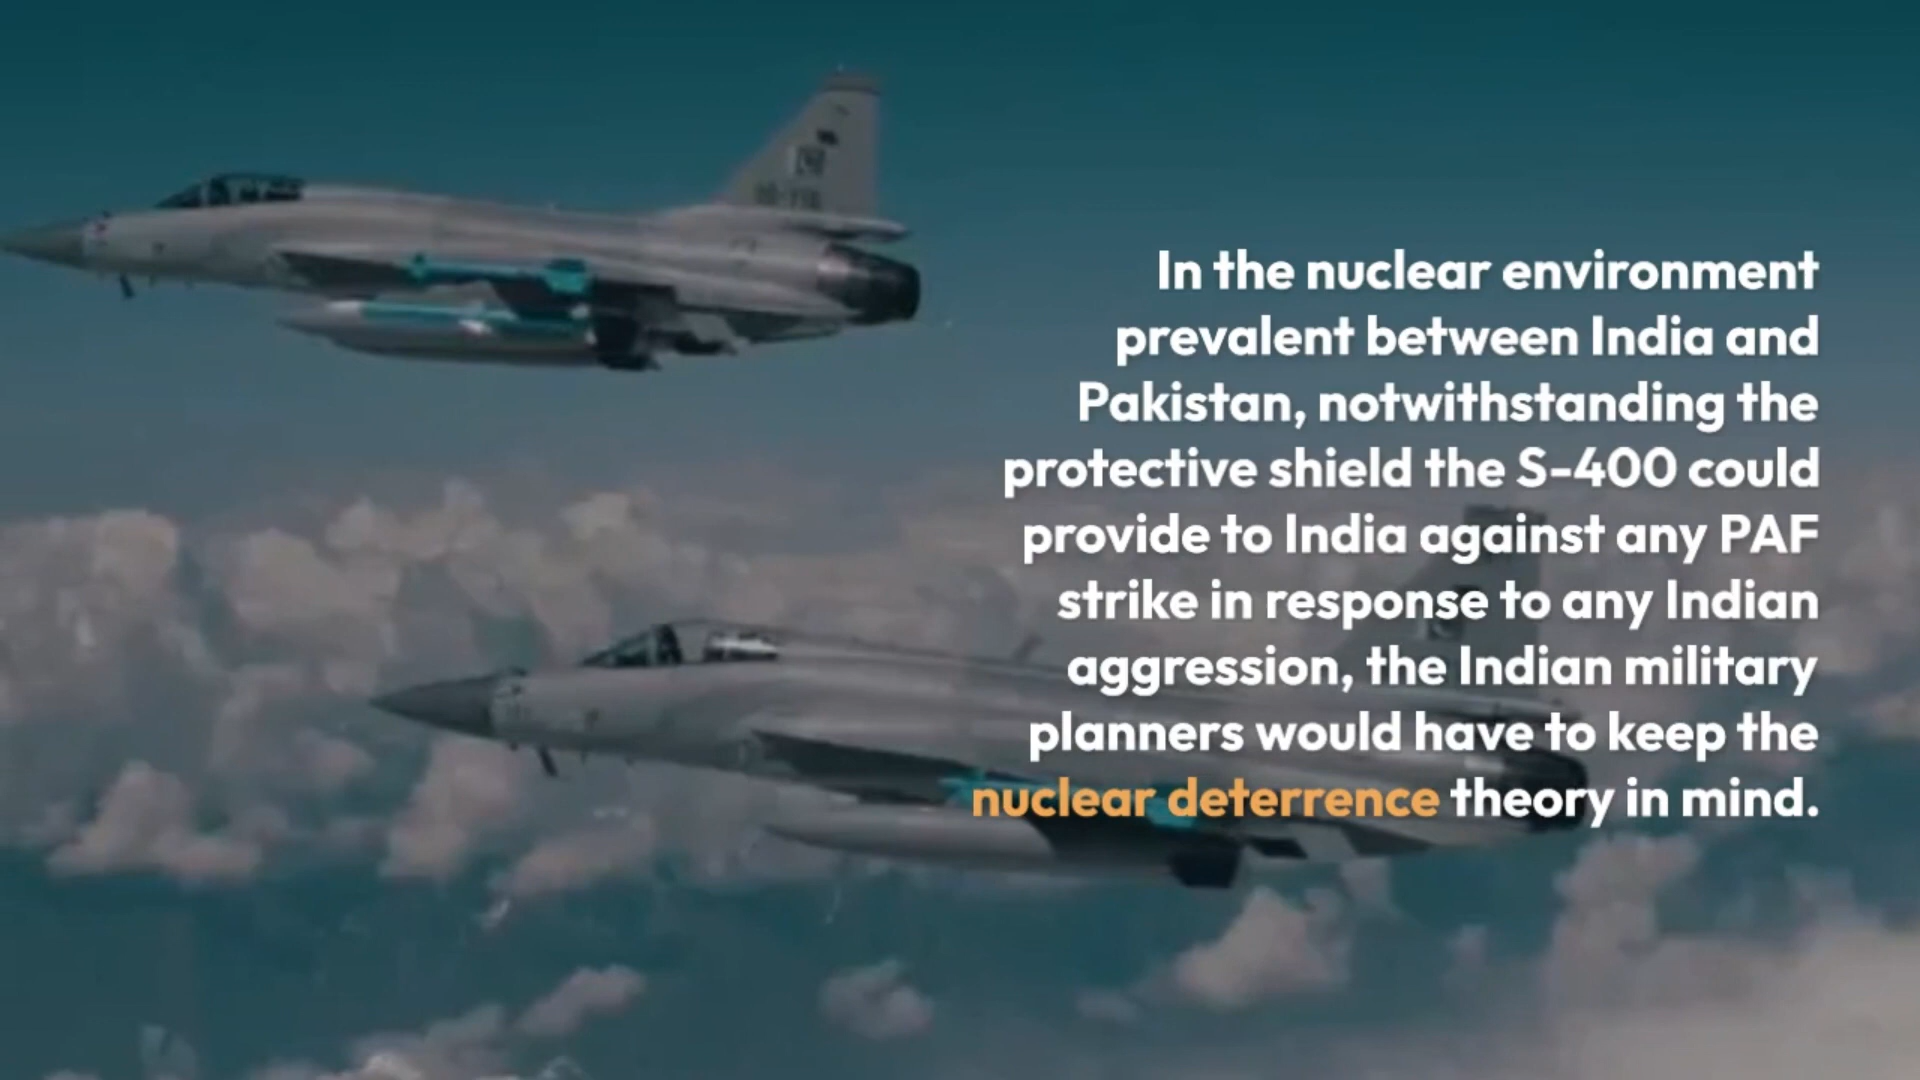 In the nuclear environment
prevalent between India and
Pakistan, notwithstanding the
protective shield the S-400 could
provide to India against any PAF
strike in response to any Indian
aggression, the Indian military
planners would have to keep the
nuclear deterrence theory in mind.